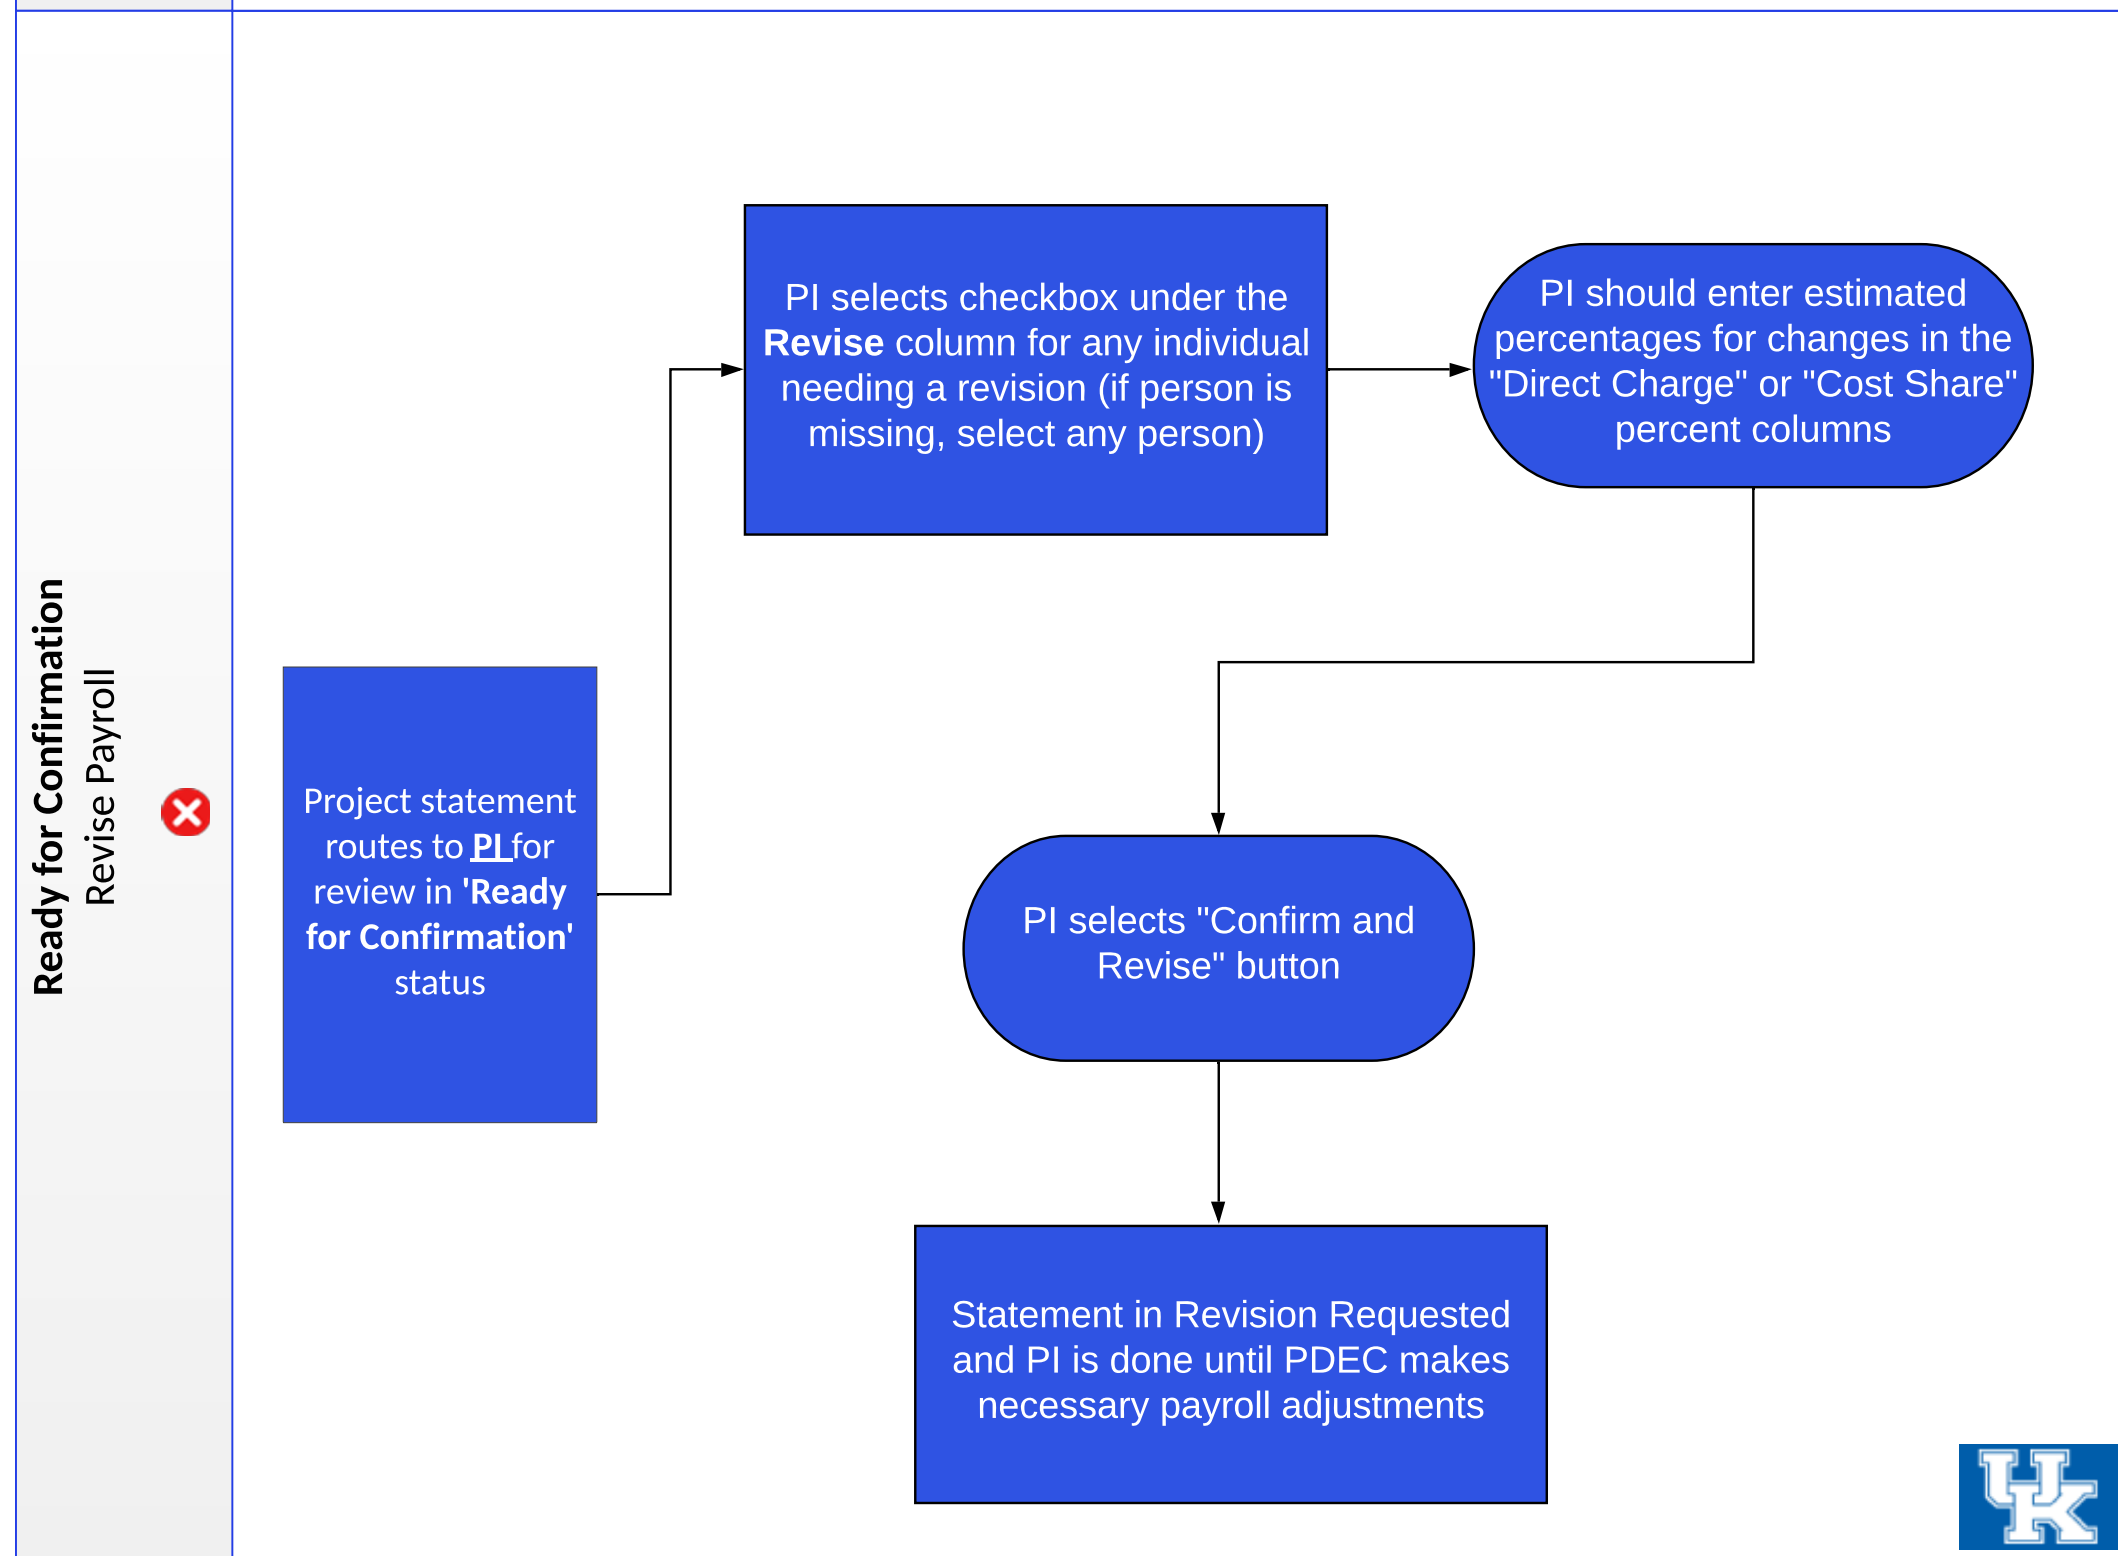 Ready for Confirmation
Revise Payroll
Project statement
routes to PI for
review in 'Ready
for Confirmation'
status
PI selects checkbox under the
Revise column for any individual
needing a revision (if person is
missing, select any person)
PI should enter estimated
percentages for changes in the
"Direct Charge" or "Cost Share"
percent columns
PI selects "Confirm and
Revise" button
Statement in Revision Requested
and PI is done until PDEC makes
necessary payroll adjustments
UK